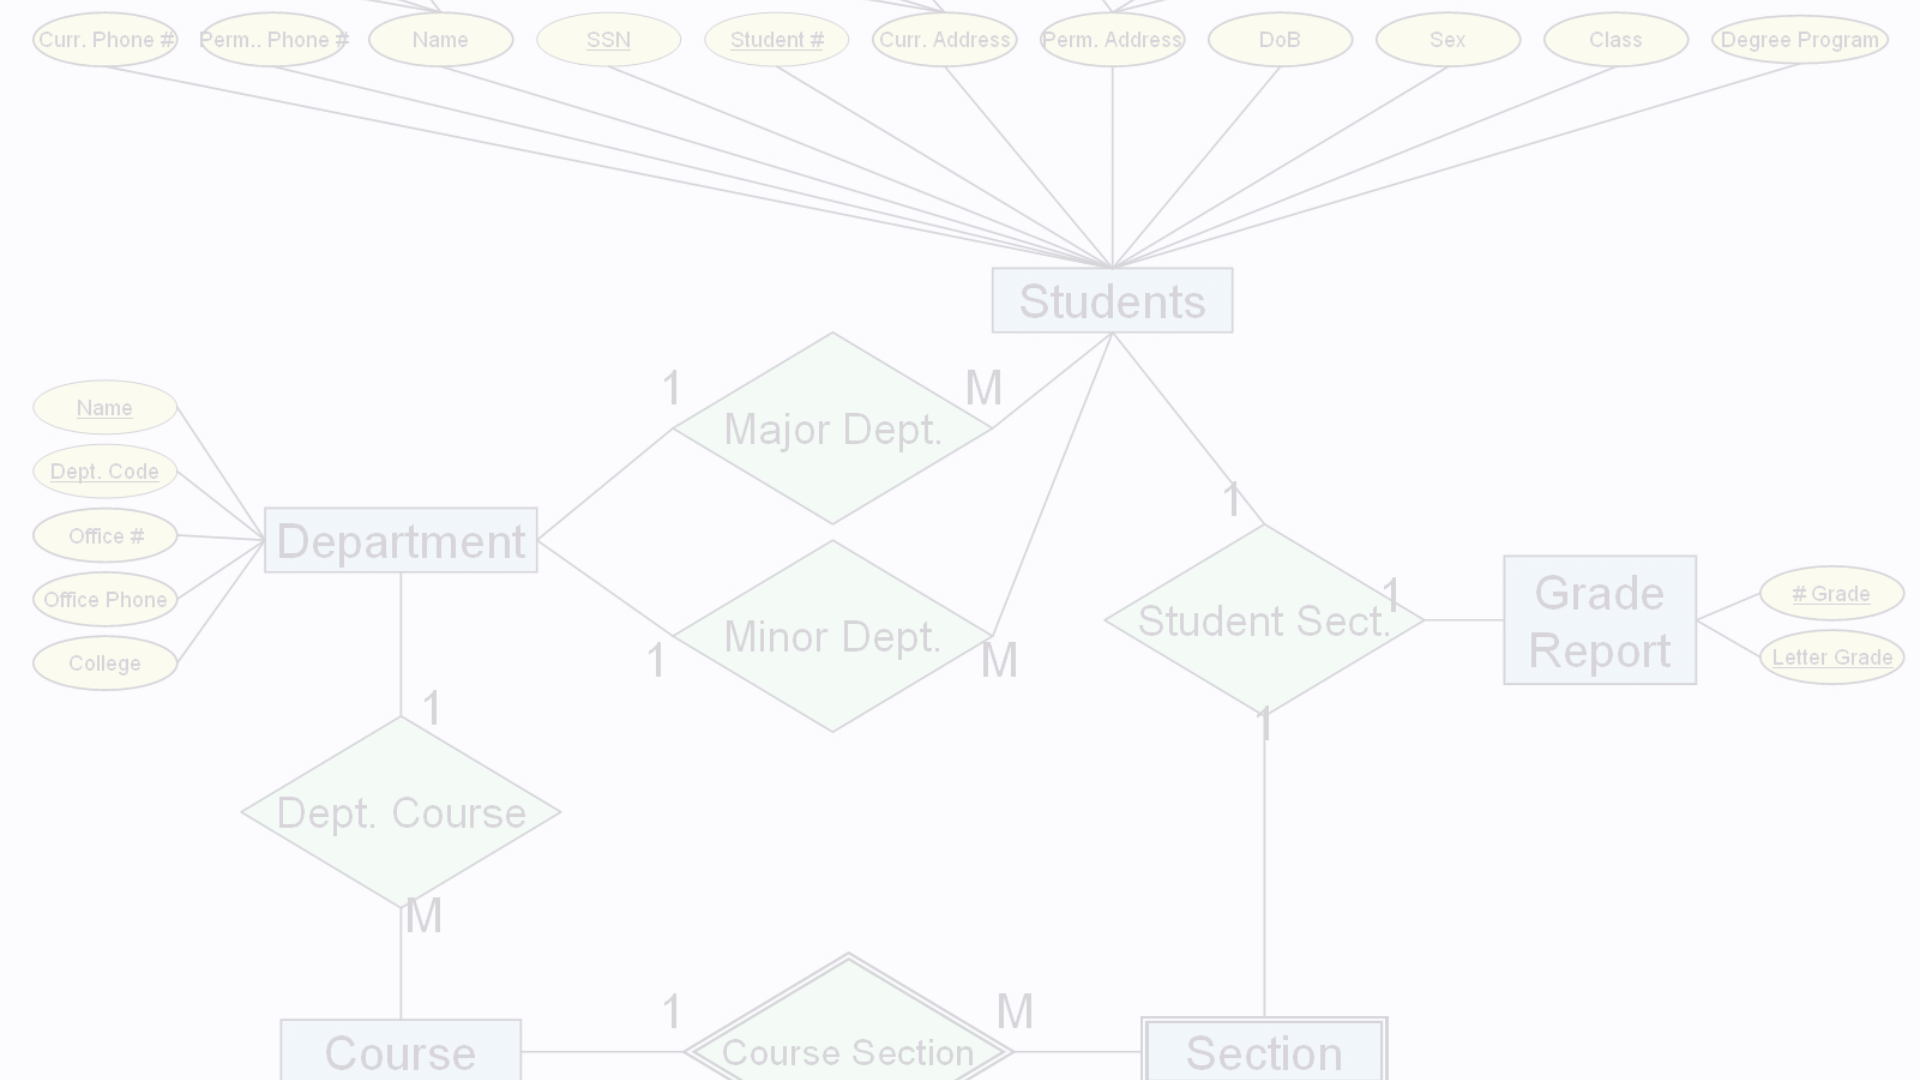 Curr. Phone #
Perm.. Phone #
Name
SSN
Student #
Curr. Address
Perm. Address
DoB
Sex
Class
Degree Program
Students
1
M
Major Dept.
Name
Dept. Code
Office #
Office Phone
College
Department
1
Minor Dept.
M
1
1
Student Sect.
1
Grade
Report
# Grade
Letter Grade
1
Dept. Course
M
1
M
Course
Course Section
Section